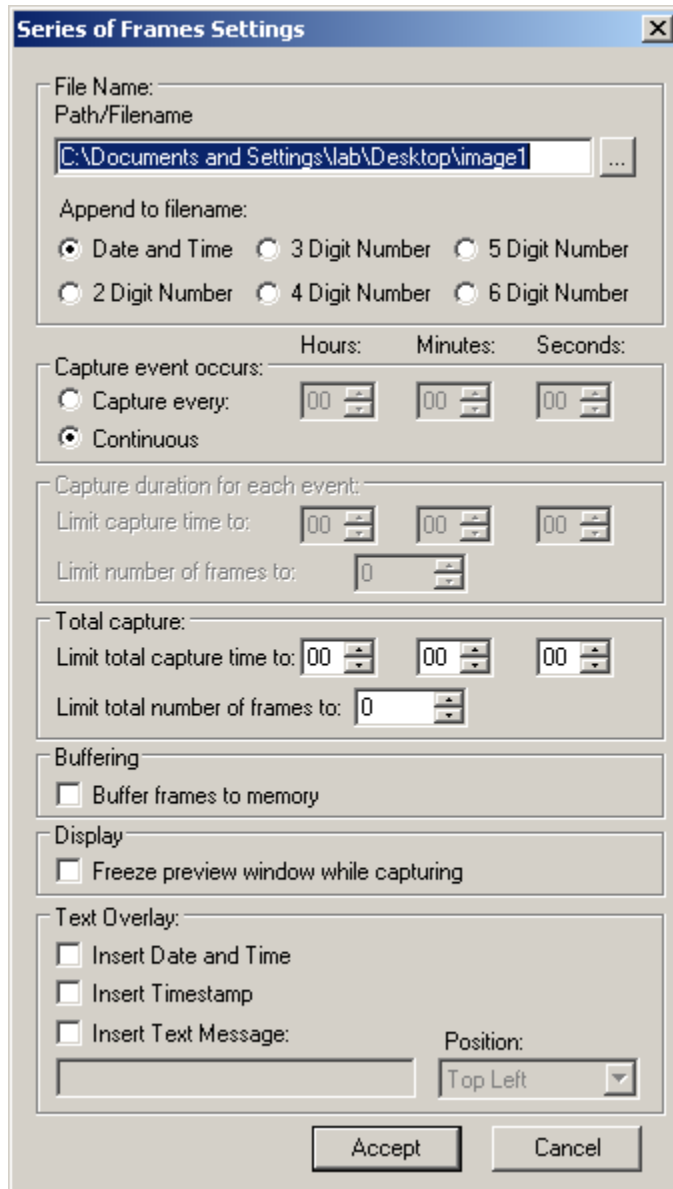 Series of Frames Settings
File Name:
Path/Filename
C:\Documents and Settings\lab\Desktop\image1
...
Append to filename:
Date and Time 3 Digit Number 5 Digit Number
2 Digit Number 4 Digit Number 6 Digit Number
Hours: Minutes: Seconds:
Capture event occurs:
Capture every: 00 00 00
Continuous
Capture duration for each event:
Limit capture time to: 00 00 00
Limit number of frames to: 0
Total capture:
Limit total capture time to: 00 00 00
Limit total number of frames to: 0
Buffering
Buffer frames to memory
Display
Freeze preview window while capturing
Text Overlay:
Insert Date and Time
Insert Timestamp
Insert Text Message:
Position:
Top Left
Accept Cancel